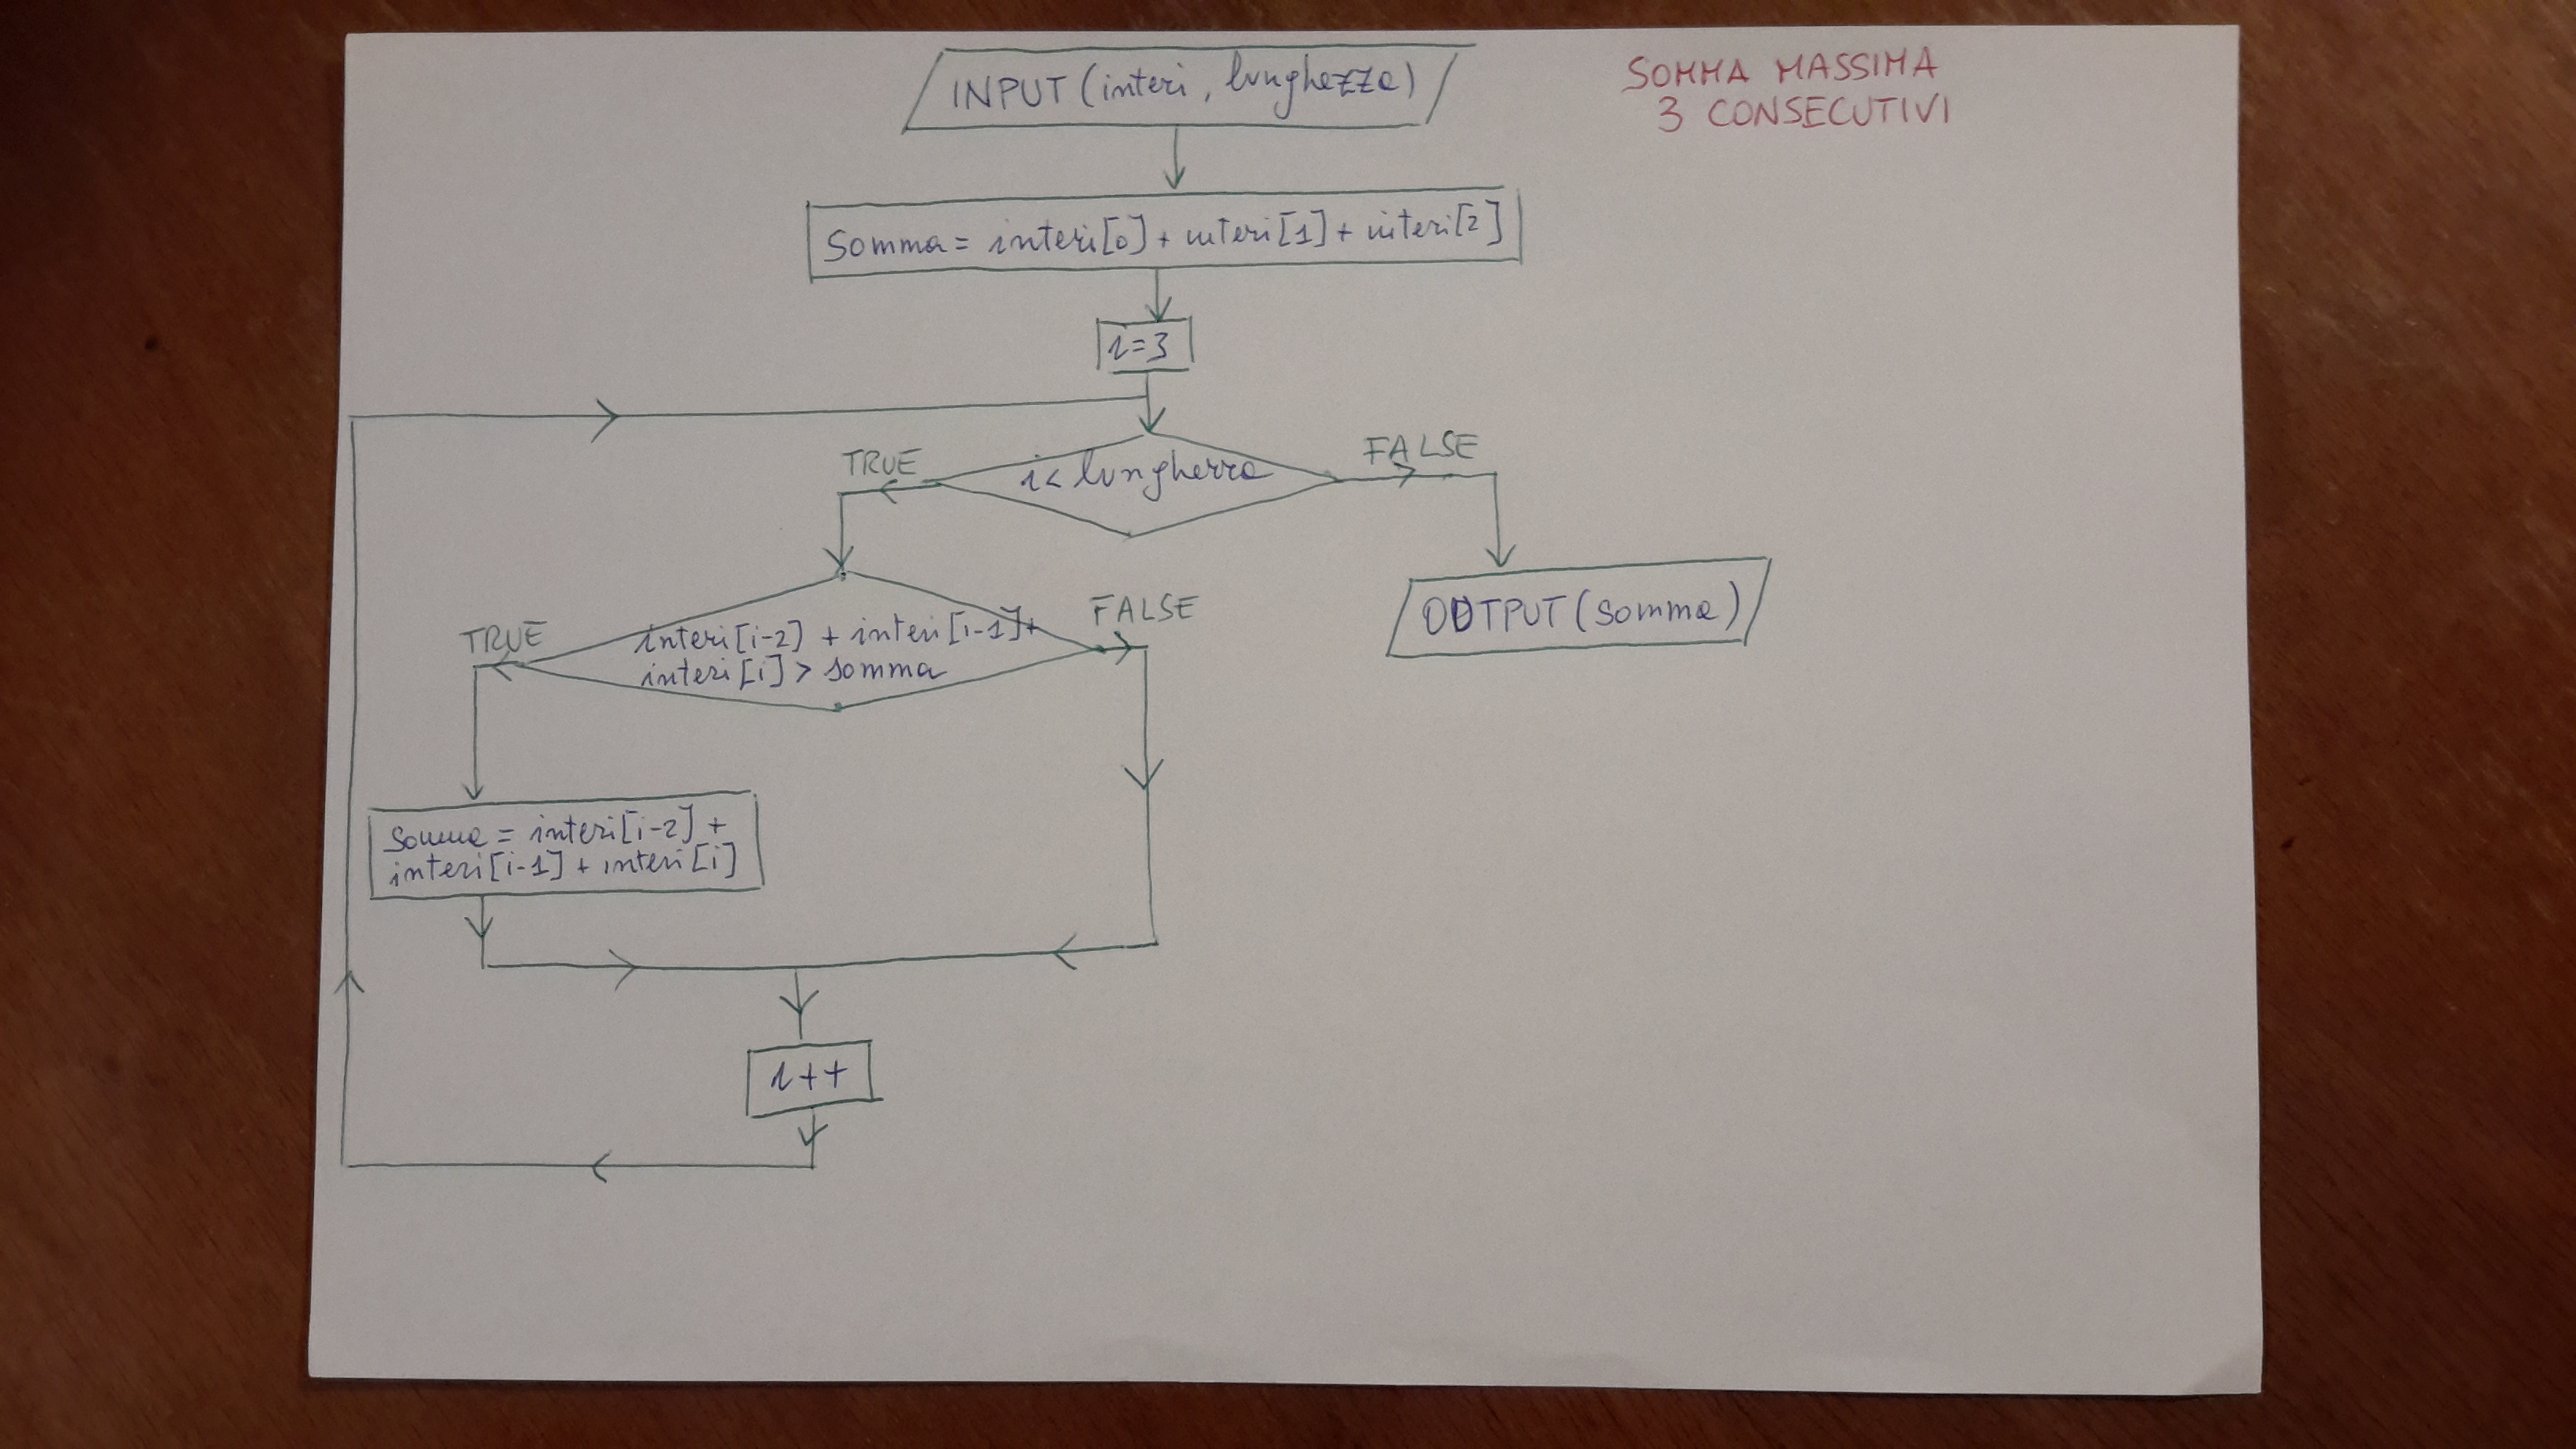 SOMMA MASSIMA
3 CONSECUTIVI
INPUT (interi, lunghezza)
Somma = interi[0] + interi[1] + interi[2]
i=3
i < lunghezza
TRUE
FALSE
interi[i-2] + interi[i-1] +
interi[i] > somma
TRUE
FALSE
OUTPUT (somma)
Somma = interi[i-2] +
interi[i-1] + interi[i]
i++